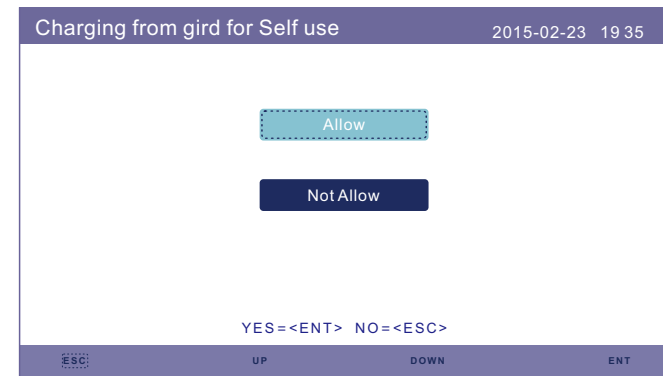 Charging from gird for Self use 2015-02-23 19 35
Allow
Not Allow
YES=<ENT> NO=<ESC>
ESC UP DOWN ENT